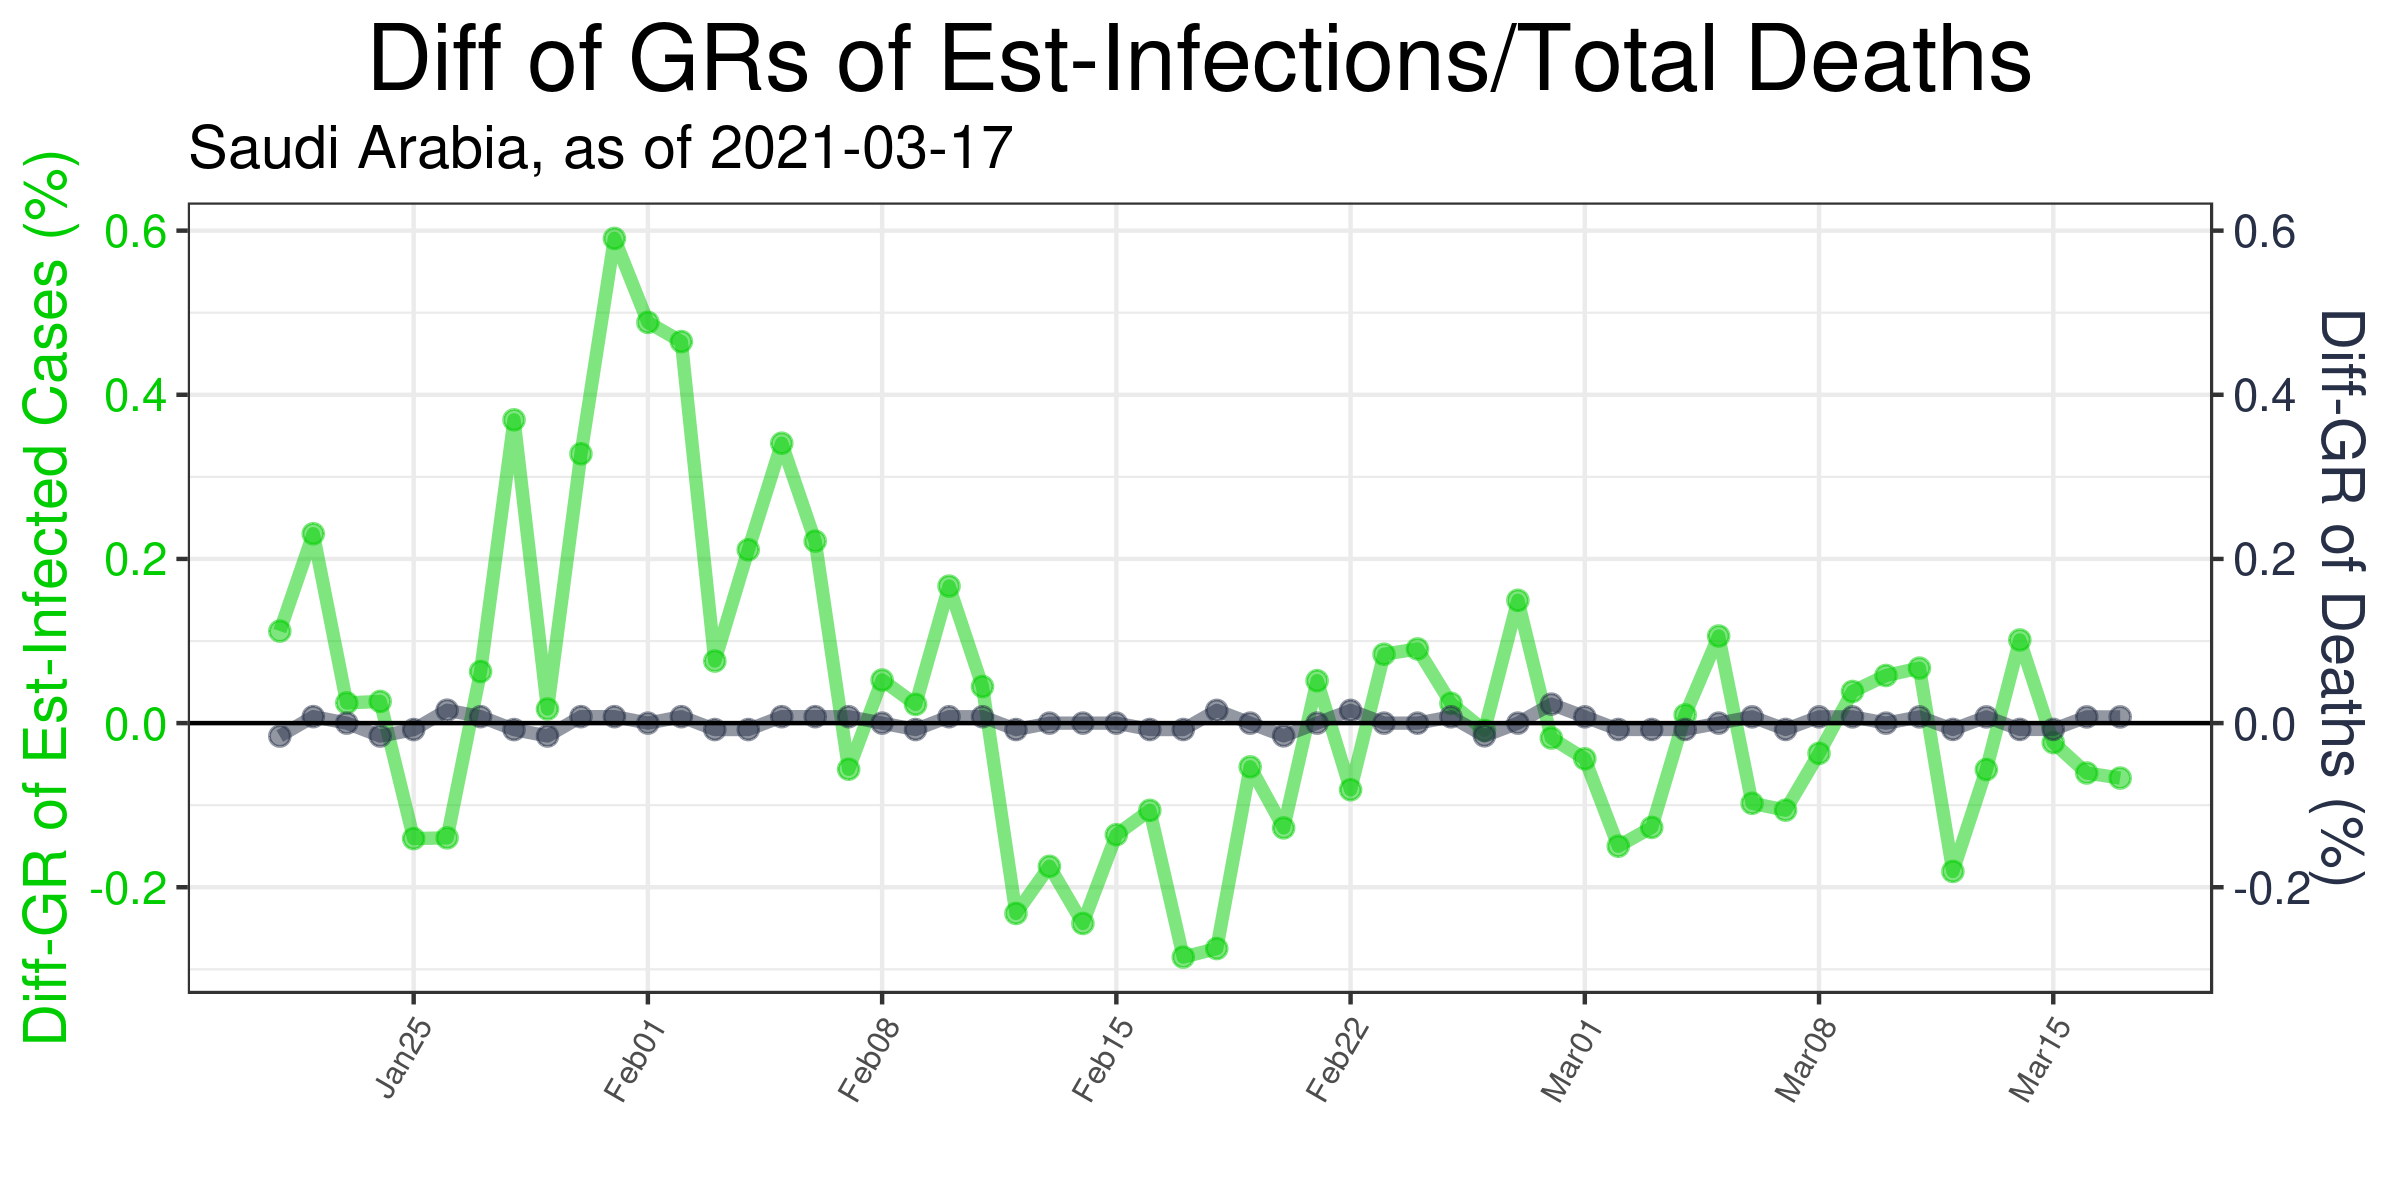 Diff of GRs of Est-Infections/Total Deaths
Saudi Arabia, as of 2021-03-17
Diff-GR of Est-Infected Cases (%)
0.6
0.4
0.2
0.0
-0.2
0.6
0.4
0.2
0.0
-0.2
Diff-GR of Deaths (%)
Jan25
Feb01
Feb08
Feb15
Feb22
Mar01
Mar08
Mar15